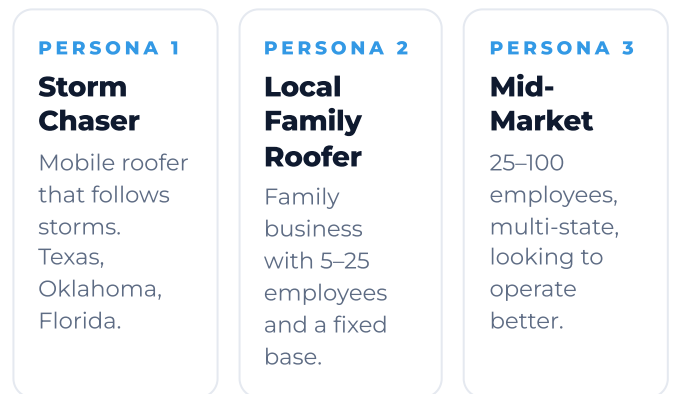 PERSONA 1
Storm
Chaser
Mobile roofer
that follows
storms.
Texas,
Oklahoma,
Florida.
PERSONA 2
Local
Family
Roofer
Family
business
with 5–25
employees
and a fixed
base.
PERSONA 3
Mid-
Market
25–100
employees,
multi-state,
looking to
operate
better.